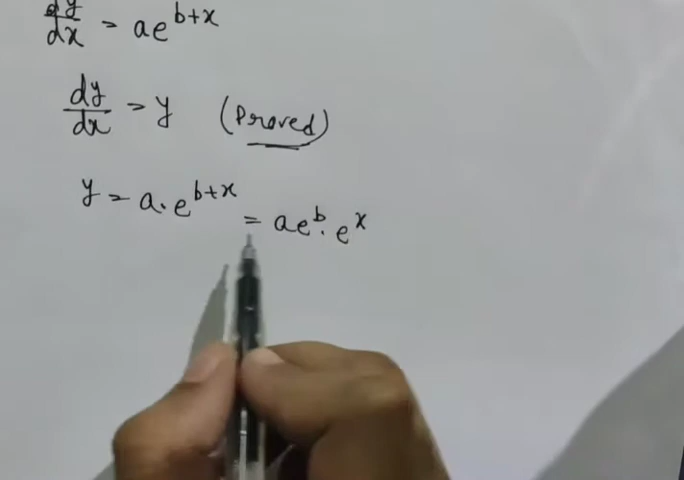 dy/dx = ae^{b+x}
dy/dx = y (Proved)
y = a. e^{b+x} = ae^b. e^x